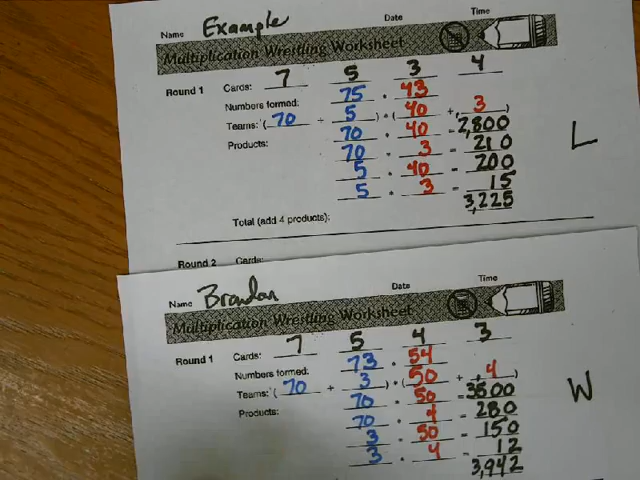 Name Example Date Time
Multiplication Wrestling Worksheet
Round 1 Cards: 7 5 3 4
Numbers formed: 75 * 43
Teams: ( 70 + 5 ) * ( 40 + 3 )
Products: 70 * 40 = 2,800
70 * 3 = 210
5 * 40 = 200
5 * 3 = 15
Total (add 4 products): 3,225
L
Round 2 Cards:
Name Brandan Date Time
Multiplication Wrestling Worksheet
Round 1 Cards: 7 5 4 3
Numbers formed: 73 * 54
Teams: ( 70 + 3 ) * ( 50 + 4 )
Products: 70 * 50 = 3500
70 * 4 = 280
3 * 50 = 150
3 * 4 = 12
3,942
W